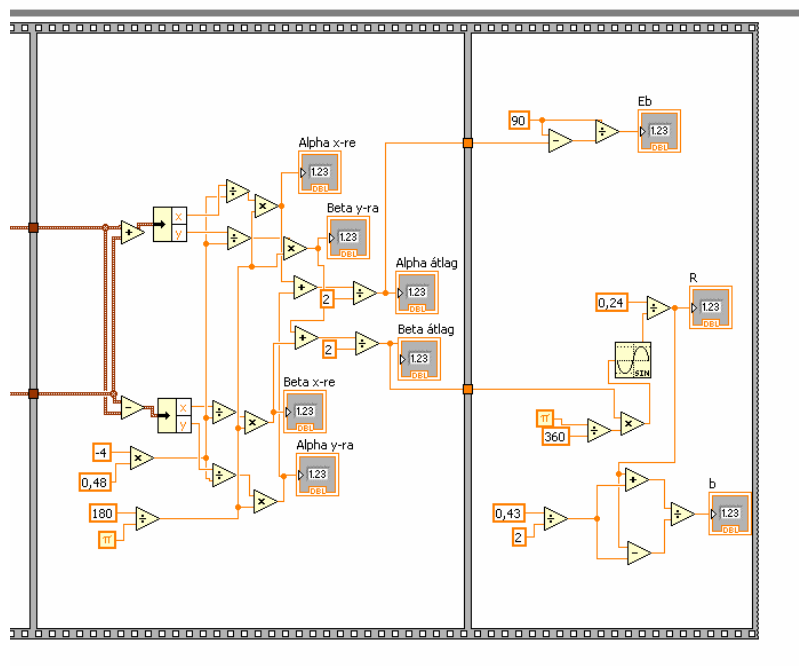 Eb
90
1.23
DBL
Alpha x-re
1.23
DBL
x
y
Beta y-ra
1.23
DBL
Alpha átlag
2
1.23
DBL
R
0,24
1.23
DBL
Beta átlag
2
1.23
DBL
SIN
Beta x-re
x
y
1.23
DBL
π
360
Alpha y-ra
-4
0,48
1.23
DBL
b
180
π
0,43
2
1.23
DBL